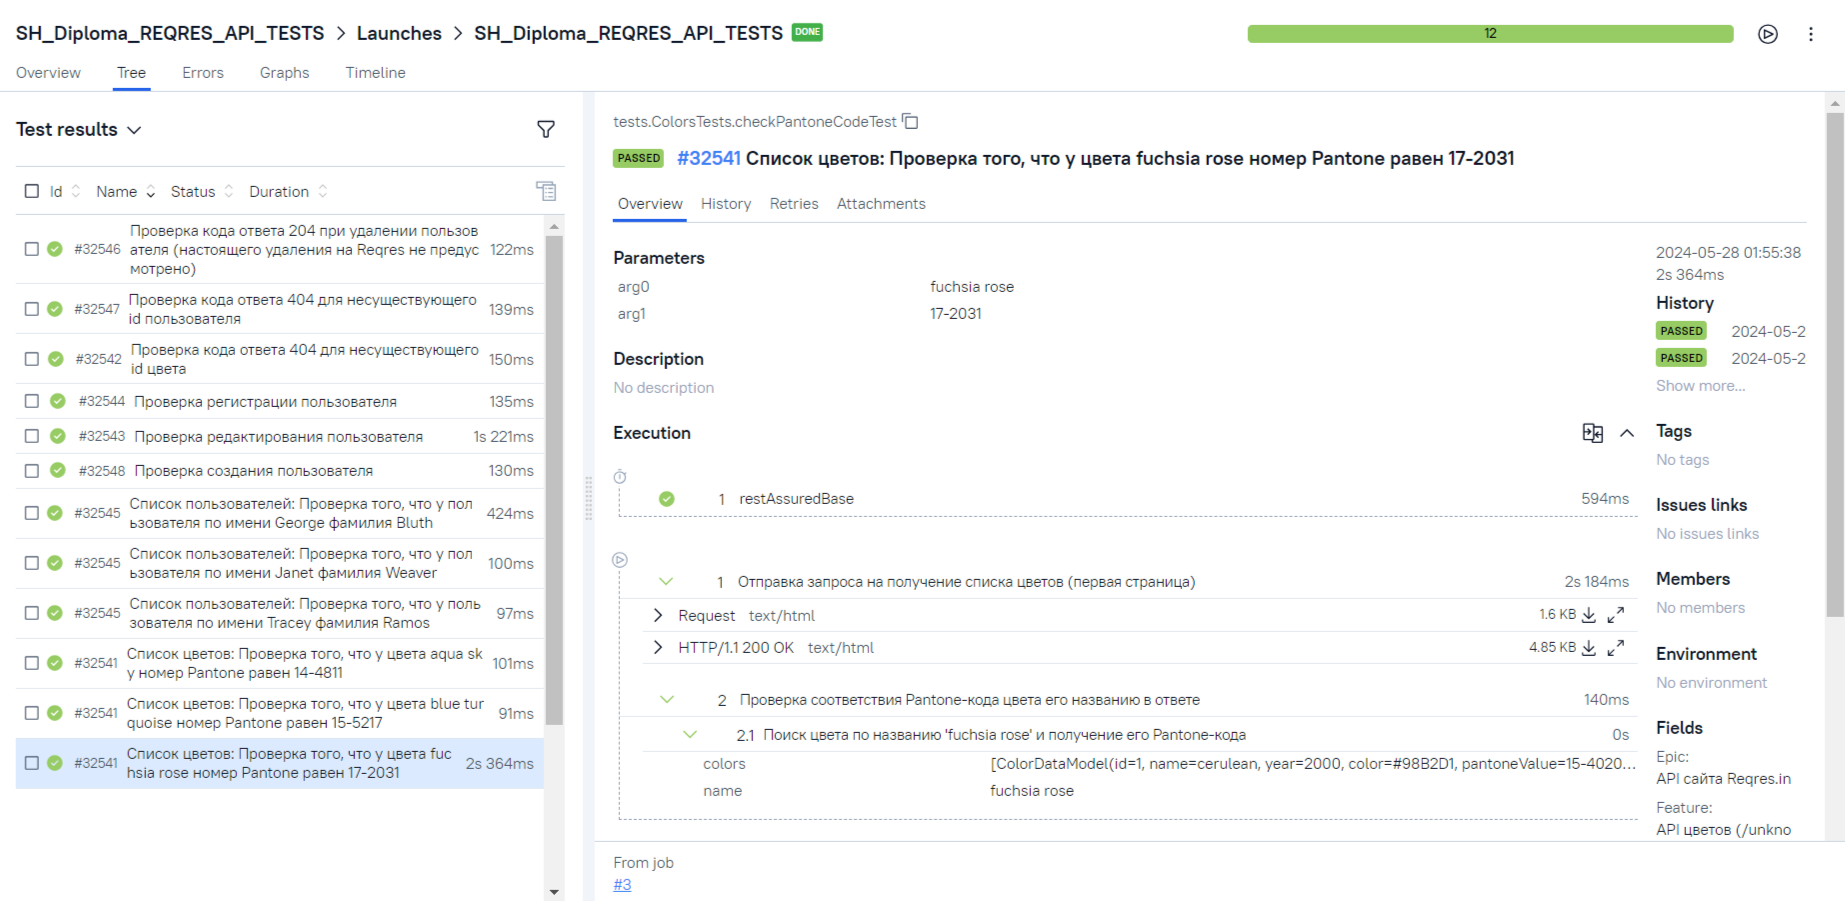 SH_Diploma_REQRES_API_TESTS > Launches > SH_Diploma_REQRES_API_TESTS DONE
12
Overview Tree Errors Graphs Timeline
Test results
Id Name Status Duration
#32546 Проверка кода ответа 204 при удалении пользов
ателя (настоящего удаления на Reqres не предус
мотрено) 122ms
#32547 Проверка кода ответа 404 для несуществующего
id пользователя 139ms
#32542 Проверка кода ответа 404 для несуществующего
id цвета 150ms
#32544 Проверка регистрации пользователя 135ms
#32543 Проверка редактирования пользователя 1s 221ms
#32548 Проверка создания пользователя 130ms
#32545 Список пользователей: Проверка того, что у пол
ьзователя по имени George фамилия Bluth 424ms
#32545 Список пользователей: Проверка того, что у пол
ьзователя по имени Janet фамилия Weaver 100ms
#32545 Список пользователей: Проверка того, что у поль
зователя по имени Tracey фамилия Ramos 97ms
#32541 Список цветов: Проверка того, что у цвета aqua sk
y номер Pantone равен 14-4811 101ms
#32541 Список цветов: Проверка того, что у цвета blue tur
quoise номер Pantone равен 15-5217 91ms
#32541 Список цветов: Проверка того, что у цвета fuc
hsia rose номер Pantone равен 17-2031 2s 364ms
tests.ColorsTests.checkPantoneCodeTest
PASSED #32541 Список цветов: Проверка того, что у цвета fuchsia rose номер Pantone равен 17-2031
Overview History Retries Attachments
Parameters
arg0 fuchsia rose
arg1 17-2031
Description
No description
Execution
1 restAssuredBase 594ms
1 Отправка запроса на получение списка цветов (первая страница) 2s 184ms
Request text/html 1.6 KB
HTTP/1.1 200 OK text/html 4.85 KB
2 Проверка соответствия Pantone-кода цвета его названию в ответе 140ms
2.1 Поиск цвета по названию 'fuchsia rose' и получение его Pantone-кода 0s
colors [ColorDataModel(id=1, name=cerulean, year=2000, color=#98B2D1, pantoneValue=15-4020...
name fuchsia rose
2024-05-28 01:55:38
2s 364ms
History
PASSED 2024-05-2
PASSED 2024-05-2
Show more...
Tags
No tags
Issues links
No issues links
Members
No members
Environment
No environment
Fields
Epic:
API сайта Reqres.in
Feature:
API цветов (/unkno
From job
#3